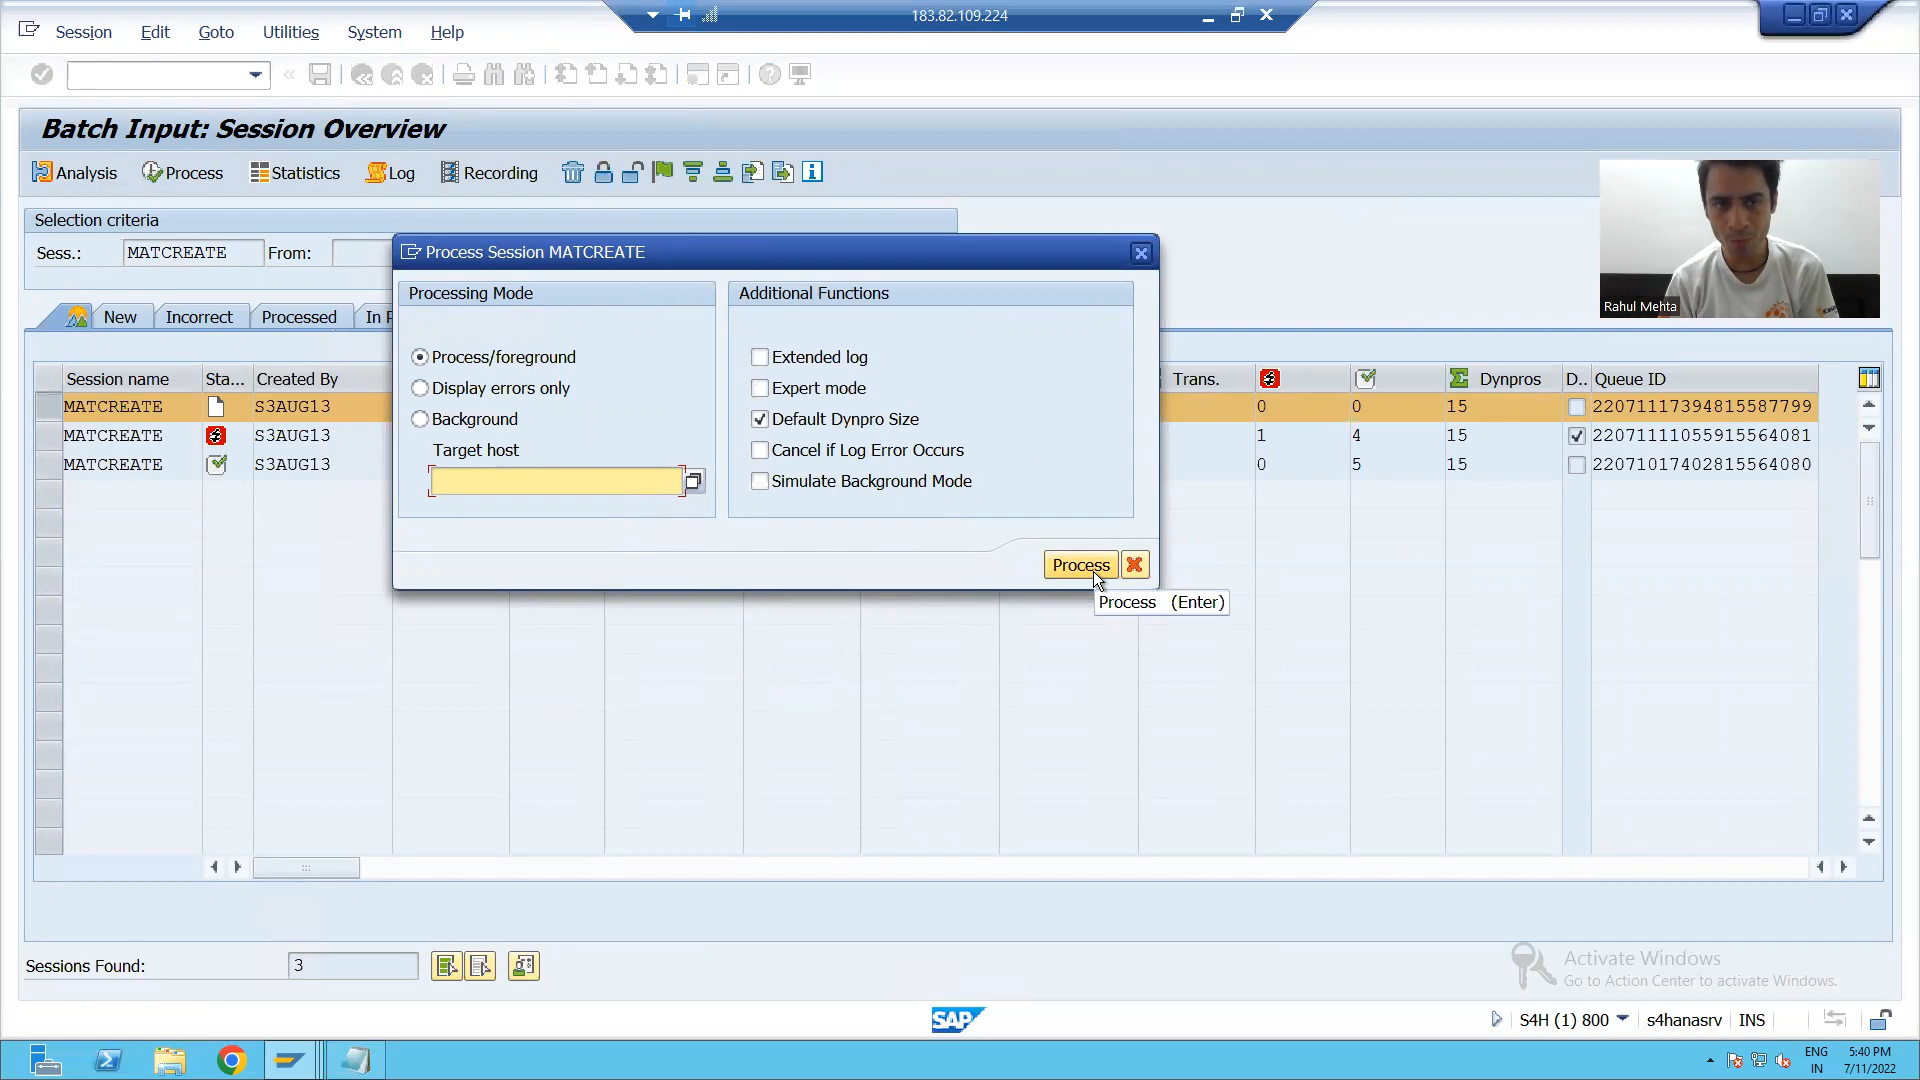 183.82.109.224
Session Edit Goto Utilities System Help
Batch Input: Session Overview
Analysis Process Statistics Log Recording
Selection criteria
Sess.: MATCREATE From:
Process Session MATCREATE
Processing Mode Additional Functions
Rahul Mehta
New Incorrect Processed In P
Process/foreground Extended log
Display errors only Expert mode
Background Default Dynpro Size
Target host Cancel if Log Error Occurs
Simulate Background Mode
Session name Sta... Created By Trans. Dynpros D.. Queue ID
MATCREATE S3AUG13 0 0 15 22071117394815587799
MATCREATE S3AUG13 1 4 15 22071111055915564081
MATCREATE S3AUG13 0 5 15 22071017402815564080
Process
Process (Enter)
Sessions Found: 3
Activate Windows
Go to Action Center to activate Windows.
SAP
S4H (1) 800 s4hanasrv INS
ENG 5:40 PM
IN 7/11/2022